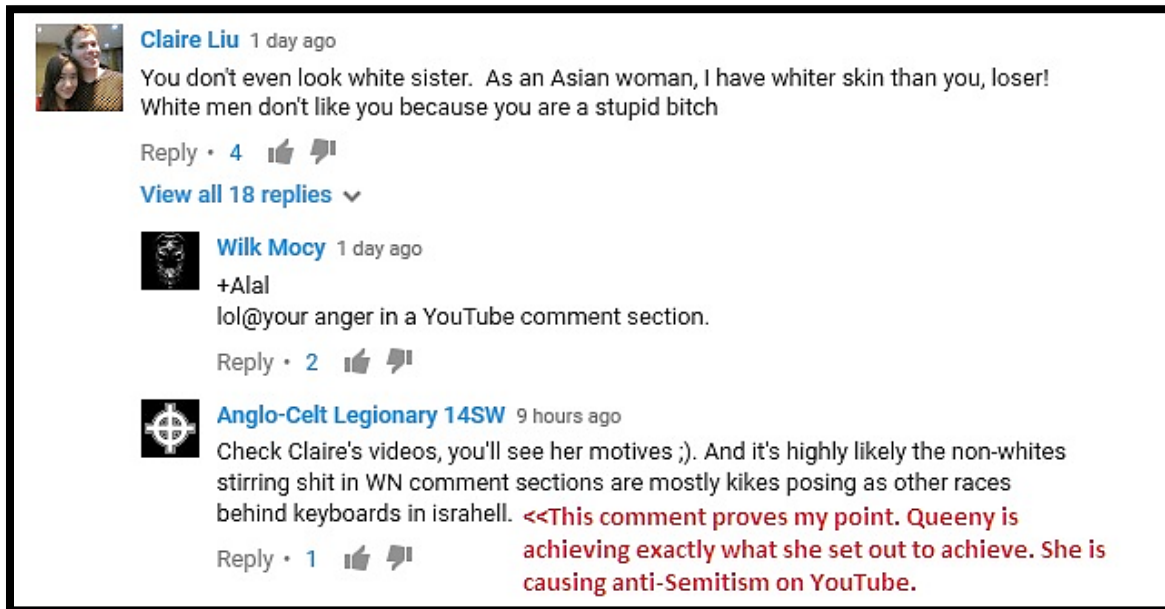 Claire Liu 1 day ago
You don't even look white sister.  As an Asian woman, I have whiter skin than you, loser!
White men don't like you because you are a stupid bitch
Reply • 4
View all 18 replies
Wilk Mocy 1 day ago
+Alal
lol@your anger in a YouTube comment section.
Reply • 2
Anglo-Celt Legionary 14SW 9 hours ago
Check Claire's videos, you'll see her motives ;). And it's highly likely the non-whites
stirring shit in WN comment sections are mostly kikes posing as other races
behind keyboards in israhell. <<This comment proves my point. Queeny is
achieving exactly what she set out to achieve. She is
causing anti-Semitism on YouTube.
Reply • 1